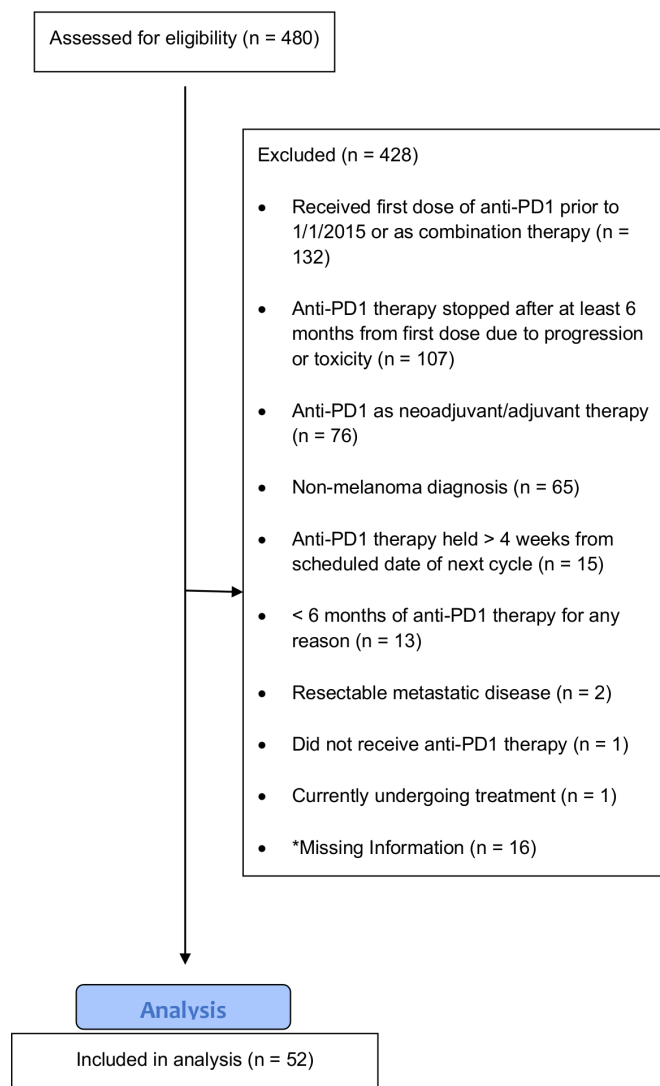 Assessed for eligibility (n = 480)
Excluded (n = 428)
• Received first dose of anti-PD1 prior to
1/1/2015 or as combination therapy (n =
132)
• Anti-PD1 therapy stopped after at least 6
months from first dose due to progression
or toxicity (n = 107)
• Anti-PD1 as neoadjuvant/adjuvant therapy
(n = 76)
• Non-melanoma diagnosis (n = 65)
• Anti-PD1 therapy held > 4 weeks from
scheduled date of next cycle (n = 15)
• < 6 months of anti-PD1 therapy for any
reason (n = 13)
• Resectable metastatic disease (n = 2)
• Did not receive anti-PD1 therapy (n = 1)
• Currently undergoing treatment (n = 1)
• *Missing Information (n = 16)
Analysis
Included in analysis (n = 52)